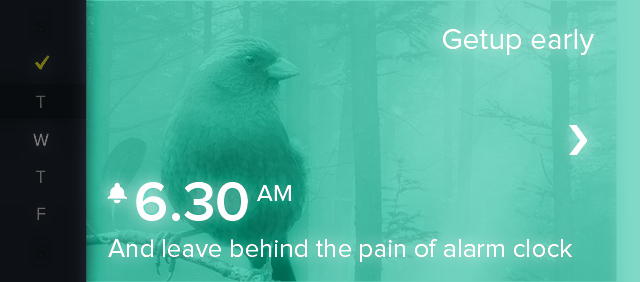 Getup early
T
W
T
F
6.30 AM
And leave behind the pain of alarm clock